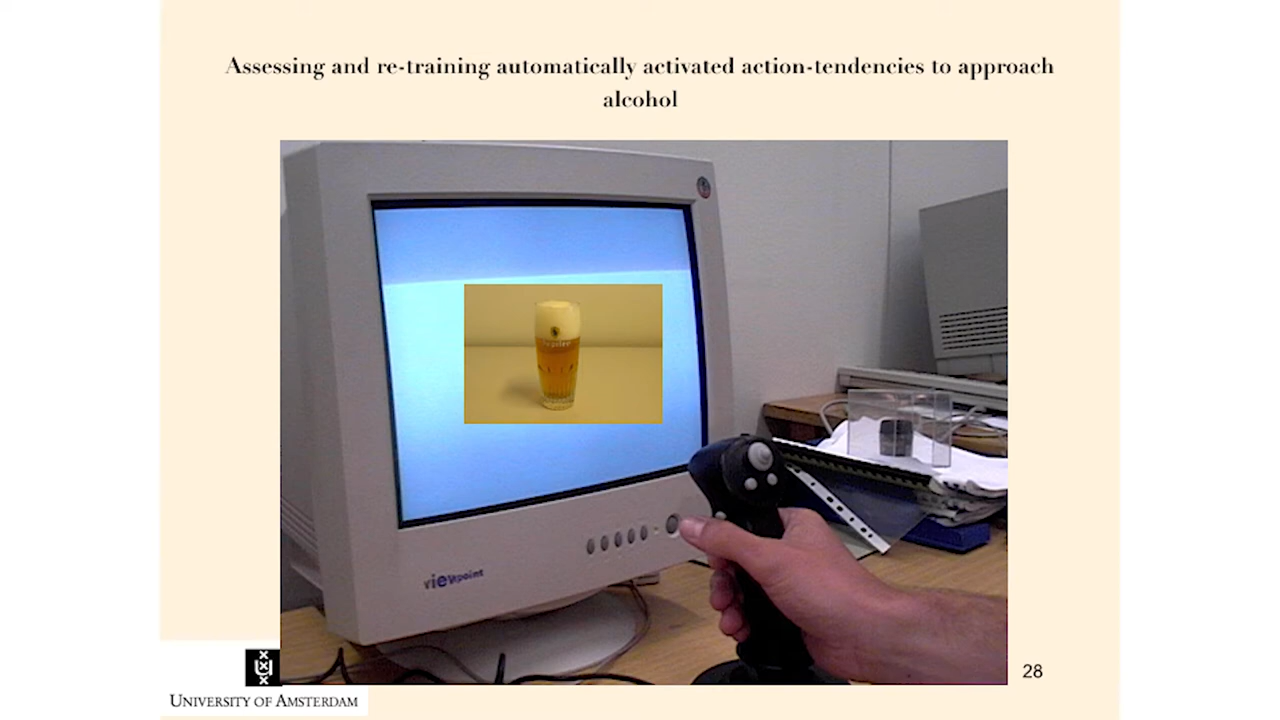 Assessing and re-training automatically activated action-tendencies to approach
alcohol
viewpoint
28
UNIVERSITY OF AMSTERDAM